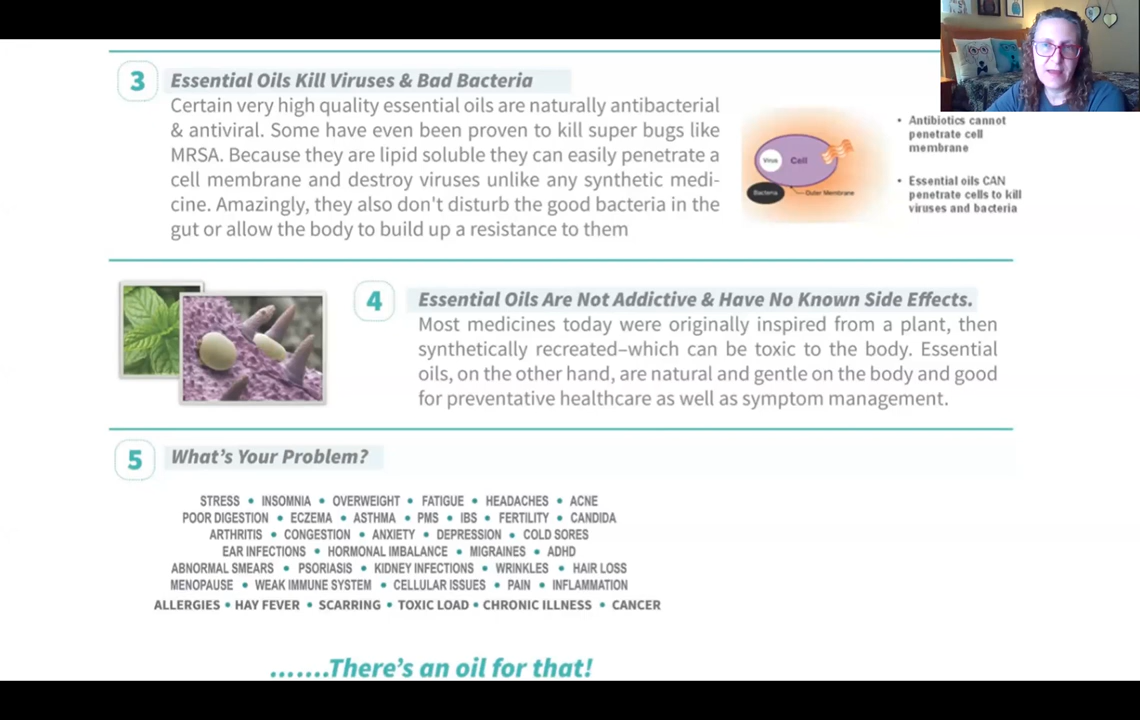 3
Essential Oils Kill Viruses & Bad Bacteria
Certain very high quality essential oils are naturally antibacterial
& antiviral. Some have even been proven to kill super bugs like
MRSA. Because they are lipid soluble they can easily penetrate a
cell membrane and destroy viruses unlike any synthetic medi-
cine. Amazingly, they also don't disturb the good bacteria in the
gut or allow the body to build up a resistance to them
Virus
Cell
Bacteria
Outer Membrane
• Antibiotics cannot
penetrate cell
membrane
• Essential oils CAN
penetrate cells to kill
viruses and bacteria
4
Essential Oils Are Not Addictive & Have No Known Side Effects.
Most medicines today were originally inspired from a plant, then
synthetically recreated–which can be toxic to the body. Essential
oils, on the other hand, are natural and gentle on the body and good
for preventative healthcare as well as symptom management.
5
What's Your Problem?
STRESS • INSOMNIA • OVERWEIGHT • FATIGUE • HEADACHES • ACNE
POOR DIGESTION • ECZEMA • ASTHMA • PMS • IBS • FERTILITY • CANDIDA
ARTHRITIS • CONGESTION • ANXIETY • DEPRESSION • COLD SORES
EAR INFECTIONS • HORMONAL IMBALANCE • MIGRAINES • ADHD
ABNORMAL SMEARS • PSORIASIS • KIDNEY INFECTIONS • WRINKLES • HAIR LOSS
MENOPAUSE • WEAK IMMUNE SYSTEM • CELLULAR ISSUES • PAIN • INFLAMMATION
ALLERGIES • HAY FEVER • SCARRING • TOXIC LOAD • CHRONIC ILLNESS • CANCER
.......There's an oil for that!